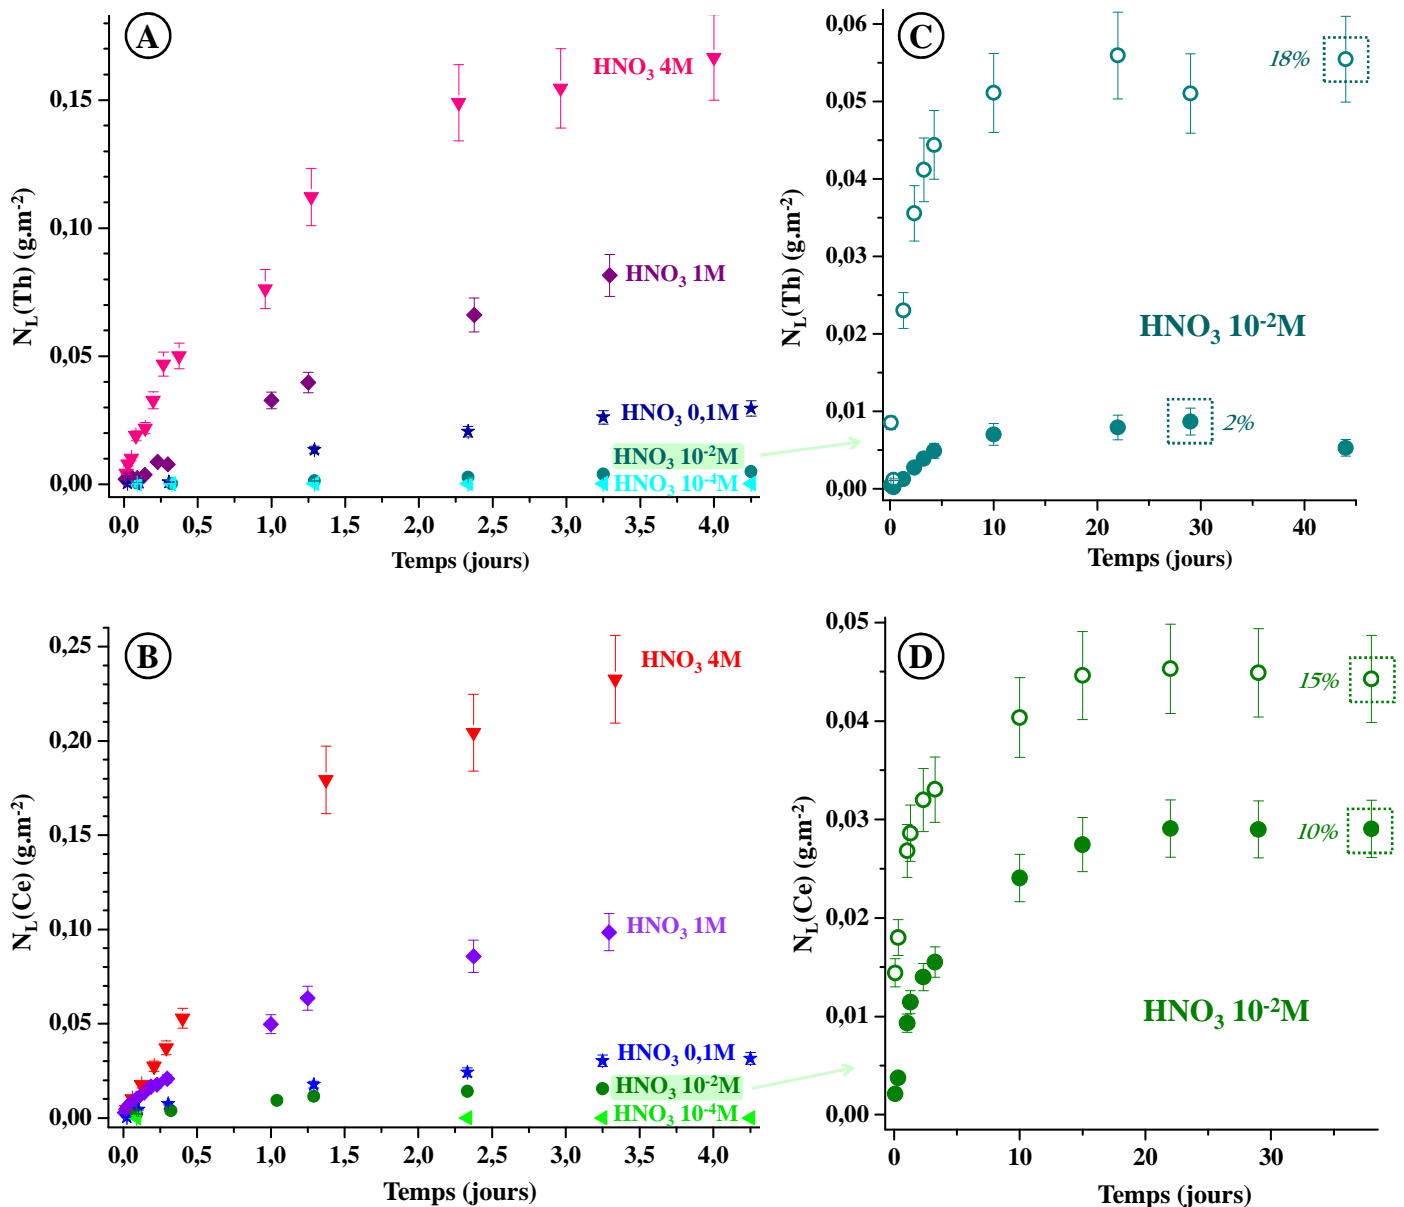 A
N_L(Th) (g.m⁻²)
0,15
0,10
0,05
0,00
HNO₃ 4M
HNO₃ 1M
HNO₃ 0,1M
HNO₃ 10⁻²M
HNO₃ 10⁻⁴M
0,0 0,5 1,0 1,5 2,0 2,5 3,0 3,5 4,0
Temps (jours)
C
N_L(Th) (g.m⁻²)
0,06
0,05
0,04
0,03
0,02
0,01
0,00
18%
HNO₃ 10⁻²M
2%
0 10 20 30 40
Temps (jours)
B
N_L(Ce) (g.m⁻²)
0,25
0,20
0,15
0,10
0,05
0,00
HNO₃ 4M
HNO₃ 1M
HNO₃ 0,1M
HNO₃ 10⁻²M
HNO₃ 10⁻⁴M
0,0 0,5 1,0 1,5 2,0 2,5 3,0 3,5 4,0
Temps (jours)
D
N_L(Ce) (g.m⁻²)
0,05
0,04
0,03
0,02
0,01
0,00
15%
10%
HNO₃ 10⁻²M
0 10 20 30
Temps (jours)